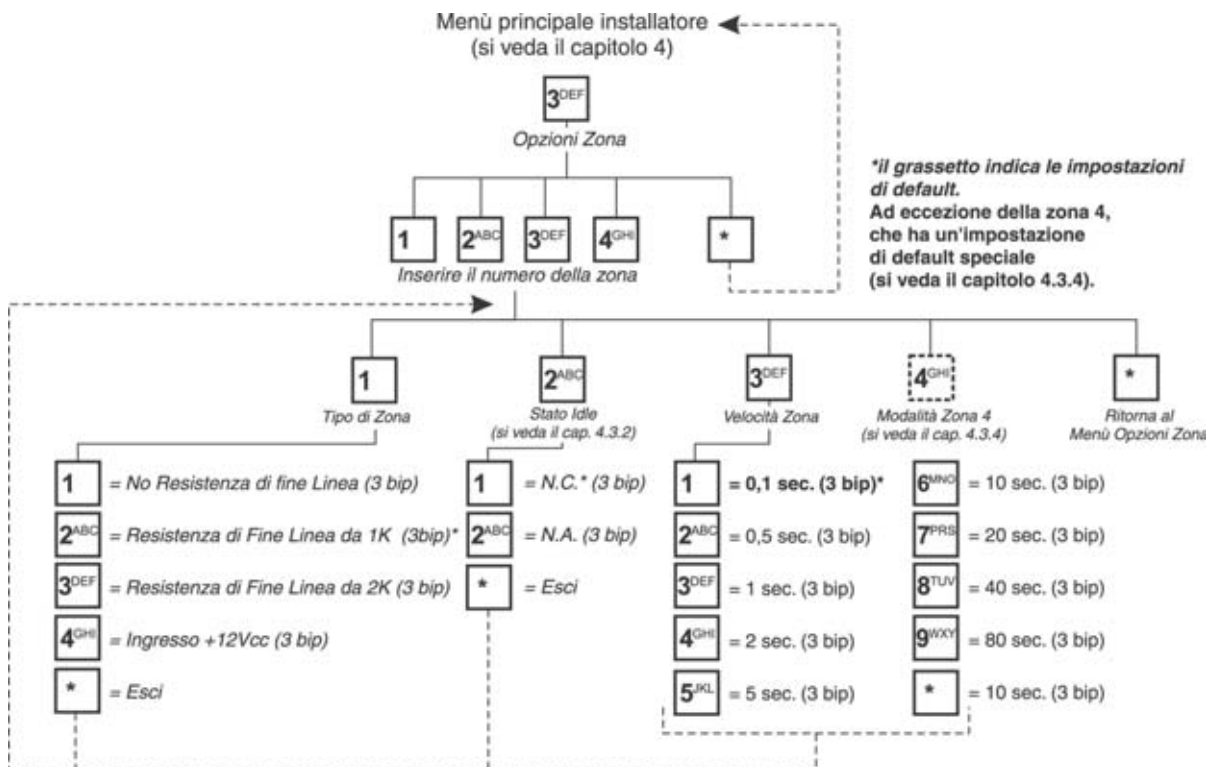 Menù principale installatore
(si veda il capitolo 4)
3DEF
Opzioni Zona
*il grassetto indica le impostazioni
di default.
Ad eccezione della zona 4,
che ha un'impostazione
di default speciale
(si veda il capitolo 4.3.4).
1 2ABC 3DEF 4GHI *
Inserire il numero della zona
1 2ABC 3DEF 4GHI *
Tipo di Zona
Stato Idle
(si veda il cap. 4.3.2)
Velocità Zona
Modalità Zona 4
(si veda il cap. 4.3.4)
Ritorna al
Menù Opzioni Zona
1 = No Resistenza di fine Linea (3 bip)
2ABC = Resistenza di Fine Linea da 1K (3bip)*
3DEF = Resistenza di Fine Linea da 2K (3 bip)
4GHI = Ingresso +12Vcc (3 bip)
* = Esci
1 = N.C.* (3 bip)
2ABC = N.A. (3 bip)
* = Esci
1 = 0,1 sec. (3 bip)*
2ABC = 0,5 sec. (3 bip)
3DEF = 1 sec. (3 bip)
4GHI = 2 sec. (3 bip)
5JKL = 5 sec. (3 bip)
6MNO = 10 sec. (3 bip)
7PRS = 20 sec. (3 bip)
8TUV = 40 sec. (3 bip)
9WXY = 80 sec. (3 bip)
* = 10 sec. (3 bip)